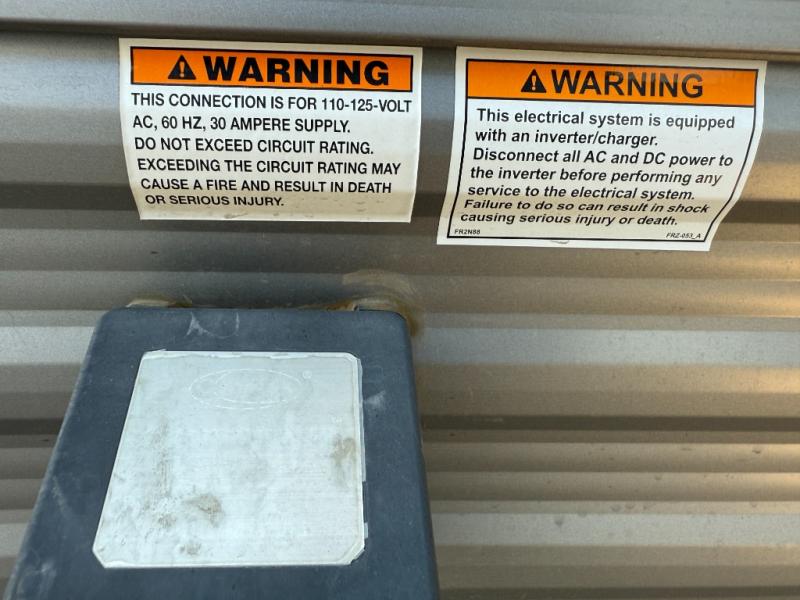 WARNING
THIS CONNECTION IS FOR 110-125-VOLT
AC, 60 HZ, 30 AMPERE SUPPLY.
DO NOT EXCEED CIRCUIT RATING.
EXCEEDING THE CIRCUIT RATING MAY
CAUSE A FIRE AND RESULT IN DEATH
OR SERIOUS INJURY.
WARNING
This electrical system is equipped
with an inverter/charger.
Disconnect all AC and DC power to
the inverter before performing any
service to the electrical system.
Failure to do so can result in shock
causing serious injury or death.
FR2N88
FRZ-053_A